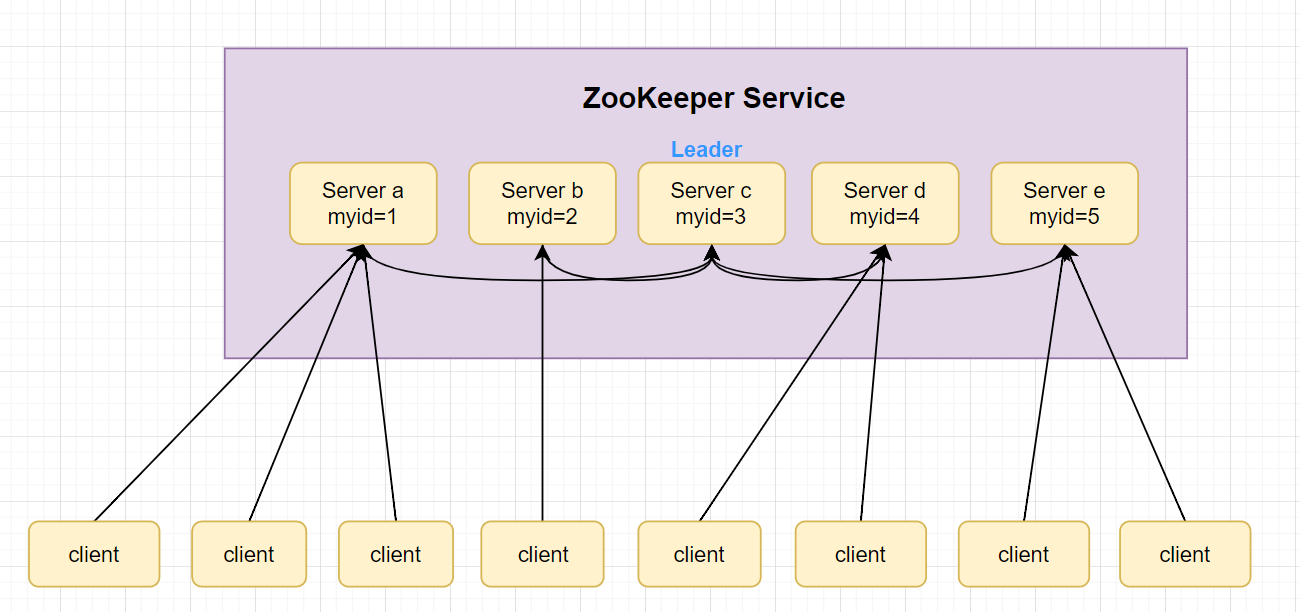 ZooKeeper Service
Leader
Server a
myid=1
Server b
myid=2
Server c
myid=3
Server d
myid=4
Server e
myid=5
client
client
client
client
client
client
client
client